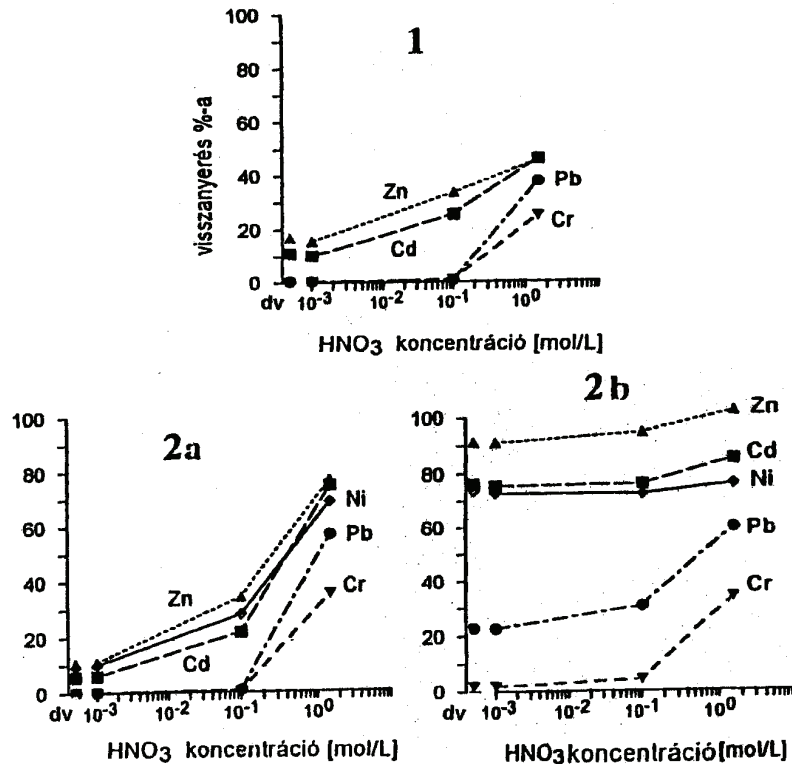 1
visszanyerés %-a
100
80
60
40
20
0
Zn
Cd
Pb
Cr
dv 10⁻³ 10⁻² 10⁻¹ 10⁰
HNO₃ koncentráció [mol/L]
2a
100
80
60
40
20
0
Zn
Cd
Ni
Pb
Cr
dv 10⁻³ 10⁻² 10⁻¹ 10⁰
HNO₃ koncentráció [mol/L]
2b
100
80
60
40
20
0
Zn
Cd
Ni
Pb
Cr
dv 10⁻³ 10⁻² 10⁻¹ 10⁰
HNO₃koncentráció[mol/L]